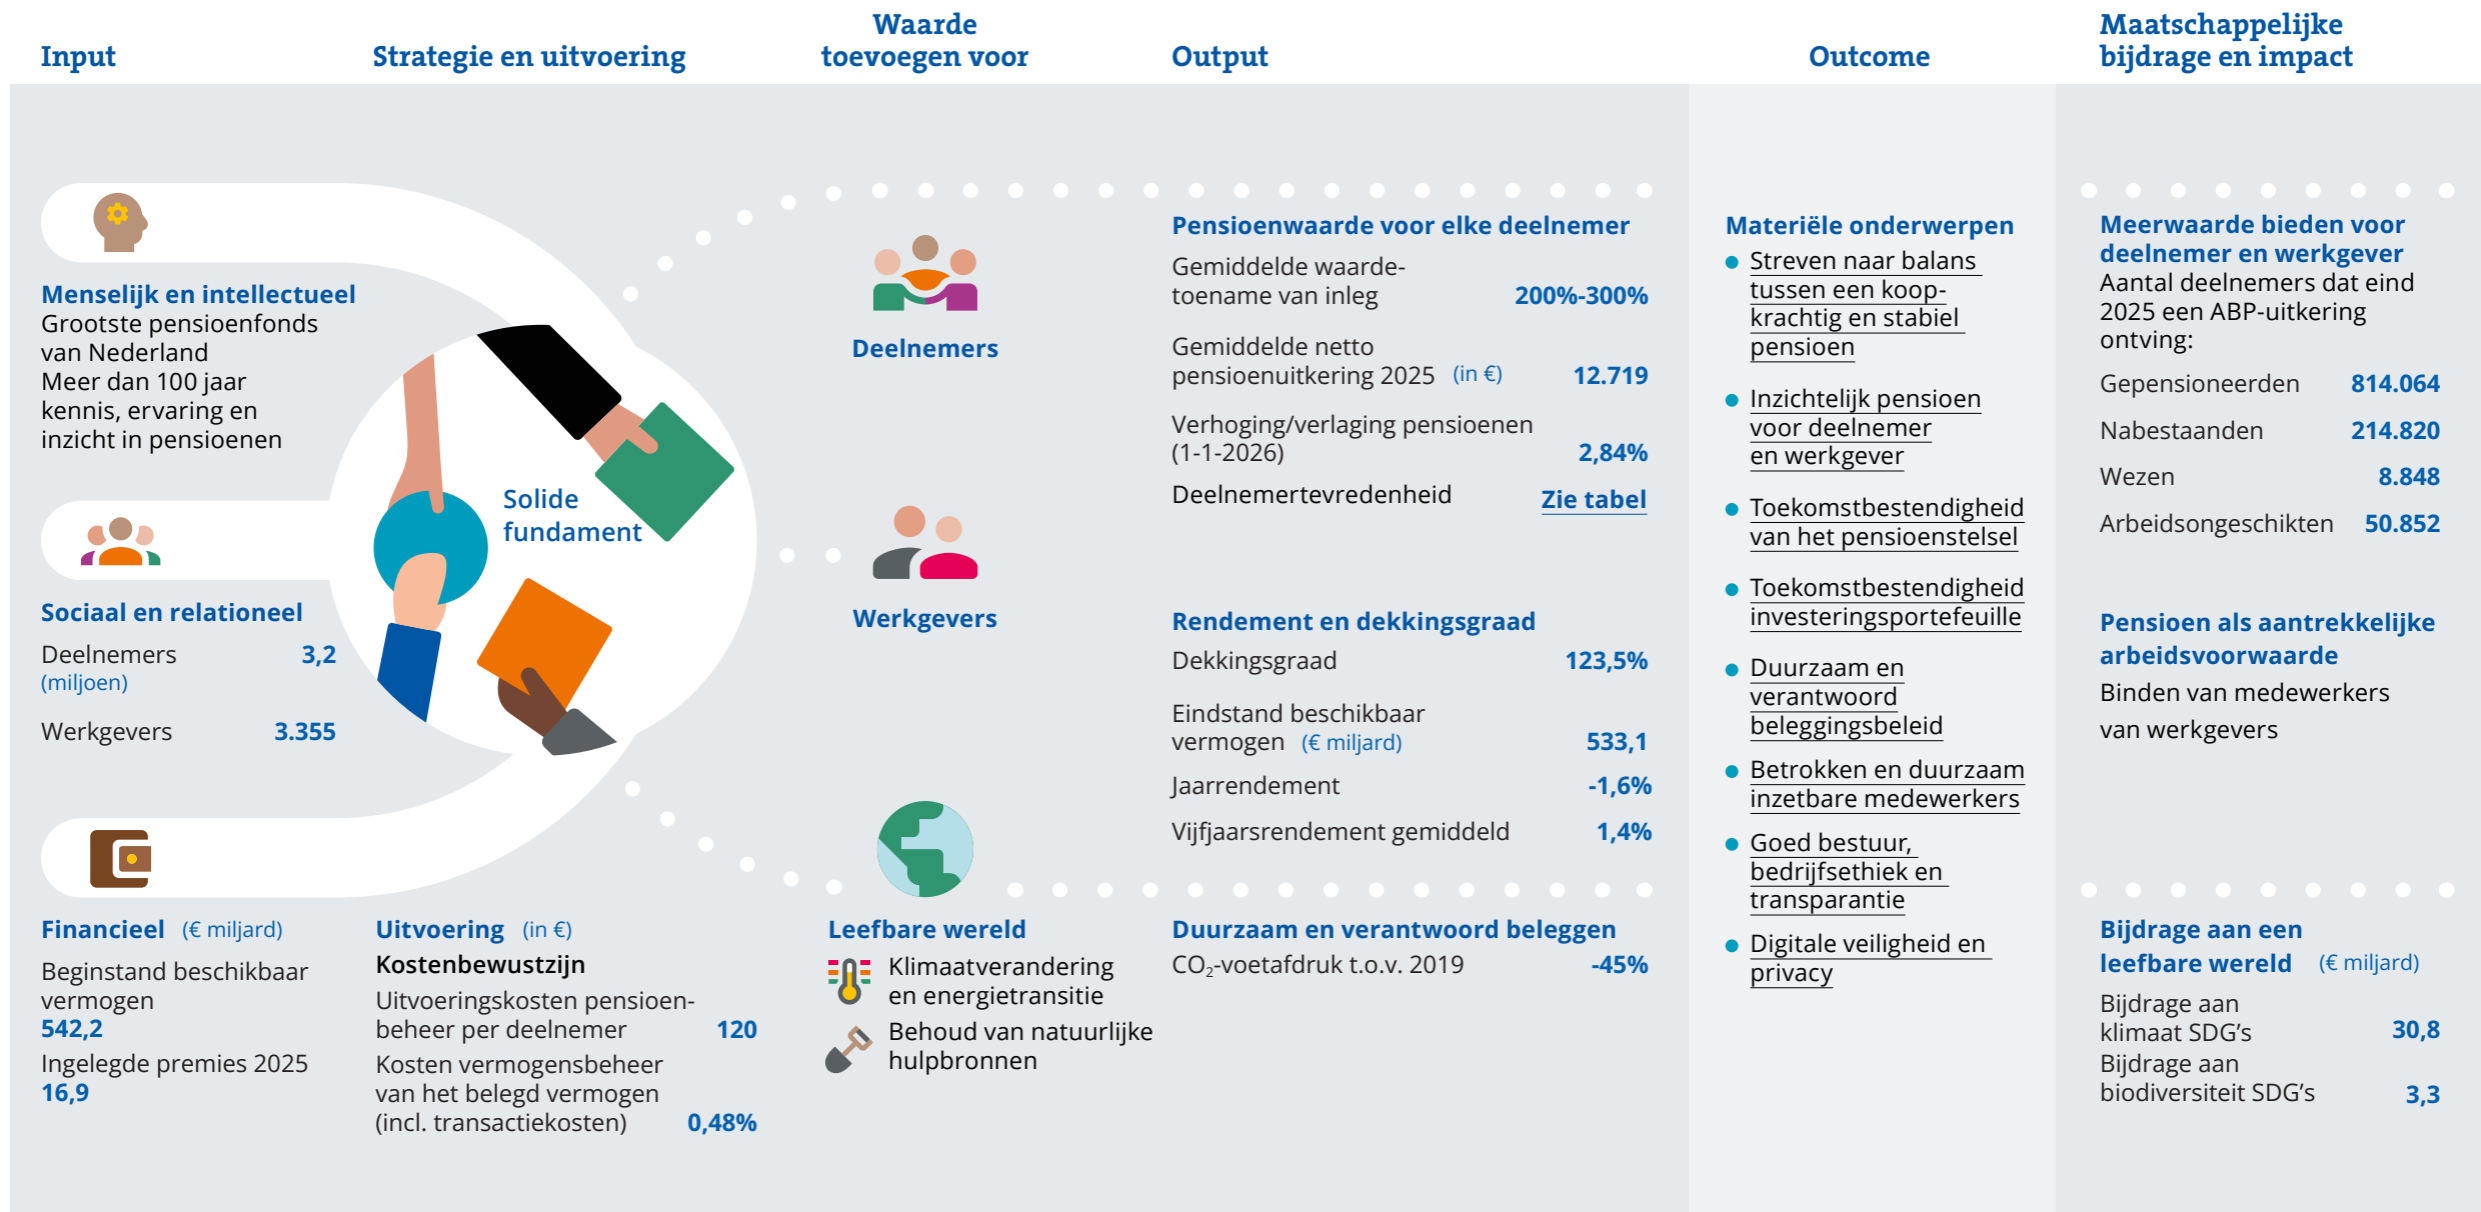 Input
Strategie en uitvoering
Waarde
toevoegen voor
Output
Outcome
Maatschappelijke
bijdrage en impact
Menselijk en intellectueel
Grootste pensioenfonds
van Nederland
Meer dan 100 jaar
kennis, ervaring en
inzicht in pensioenen
Sociaal en relationeel
Deelnemers 3,2
(miljoen)
Werkgevers 3.355
Financieel (€ miljard)
Beginstand beschikbaar
vermogen
542,2
Ingelegde premies 2025
16,9
Solide
fundament
Uitvoering (in €)
Kostenbewustzijn
Uitvoeringskosten pensioen-
beheer per deelnemer 120
Kosten vermogensbeheer
van het belegd vermogen
(incl. transactiekosten) 0,48%
Deelnemers
Werkgevers
Leefbare wereld
Klimaatverandering
en energietransitie
Behoud van natuurlijke
hulpbronnen
Pensioenwaarde voor elke deelnemer
Gemiddelde waarde-
toename van inleg 200%-300%
Gemiddelde netto
pensioenuitkering 2025 (in €) 12.719
Verhoging/verlaging pensioenen
(1-1-2026) 2,84%
Deelnemertevredenheid Zie tabel
Rendement en dekkingsgraad
Dekkingsgraad 123,5%
Eindstand beschikbaar
vermogen (€ miljard) 533,1
Jaarrendement -1,6%
Vijfjaarsrendement gemiddeld 1,4%
Duurzaam en verantwoord beleggen
CO₂-voetafdruk t.o.v. 2019 -45%
Materiële onderwerpen
• Streven naar balans
tussen een koop-
krachtig en stabiel
pensioen
• Inzichtelijk pensioen
voor deelnemer
en werkgever
• Toekomstbestendigheid
van het pensioenstelsel
• Toekomstbestendigheid
investeringsportefeuille
• Duurzaam en
verantwoord
beleggingsbeleid
• Betrokken en duurzaam
inzetbare medewerkers
• Goed bestuur,
bedrijfsethiek en
transparantie
• Digitale veiligheid en
privacy
Meerwaarde bieden voor
deelnemer en werkgever
Aantal deelnemers dat eind
2025 een ABP-uitkering
ontving:
Gepensioneerden 814.064
Nabestaanden 214.820
Wezen 8.848
Arbeidsongeschikten 50.852
Pensioen als aantrekkelijke
arbeidsvoorwaarde
Binden van medewerkers
van werkgevers
Bijdrage aan een
leefbare wereld (€ miljard)
Bijdrage aan
klimaat SDG’s 30,8
Bijdrage aan
biodiversiteit SDG’s 3,3